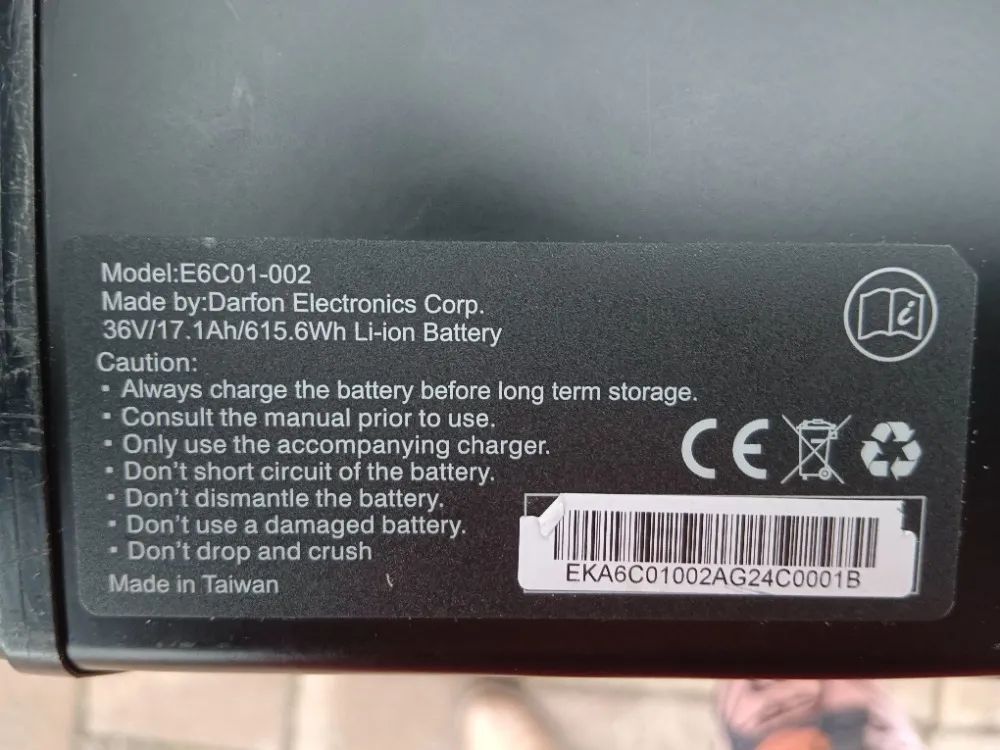 Model:E6C01-002
Made by:Darfon Electronics Corp.
36V/17.1Ah/615.6Wh Li-ion Battery
Caution:
• Always charge the battery before long term storage.
• Consult the manual prior to use.
• Only use the accompanying charger.
• Don't short circuit of the battery.
• Don't dismantle the battery.
• Don't use a damaged battery.
• Don't drop and crush
Made in Taiwan
CE
EKA6C01002AG24C0001B